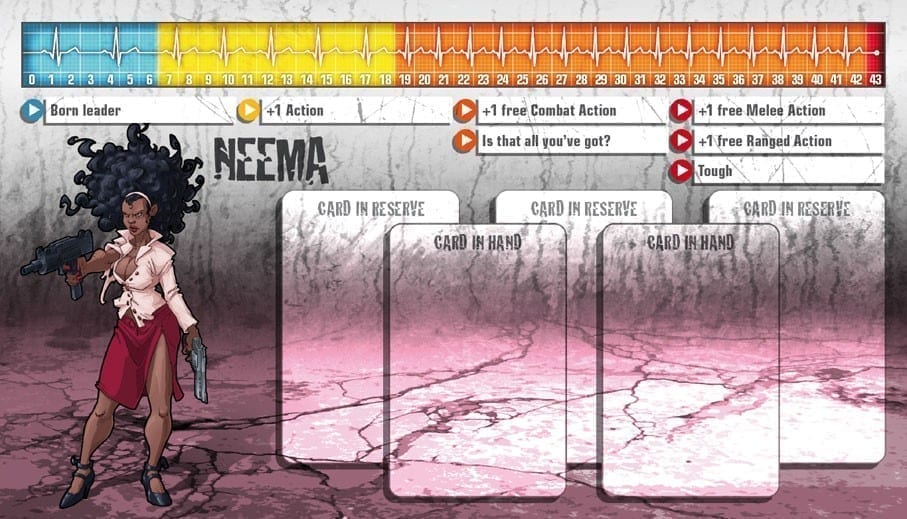 0 1 2 3 4 5 6 7 8 9 10 11 12 13 14 15 16 17 18 19 20 21 22 23 24 25 26 27 28 29 30 31 32 33 34 35 36 37 38 39 40 41 42 43
Born leader +1 Action +1 free Combat Action +1 free Melee Action
Is that all you've got? +1 free Ranged Action
Tough
NEEMA
CARD IN RESERVE CARD IN RESERVE CARD IN RESERVE
CARD IN HAND CARD IN HAND